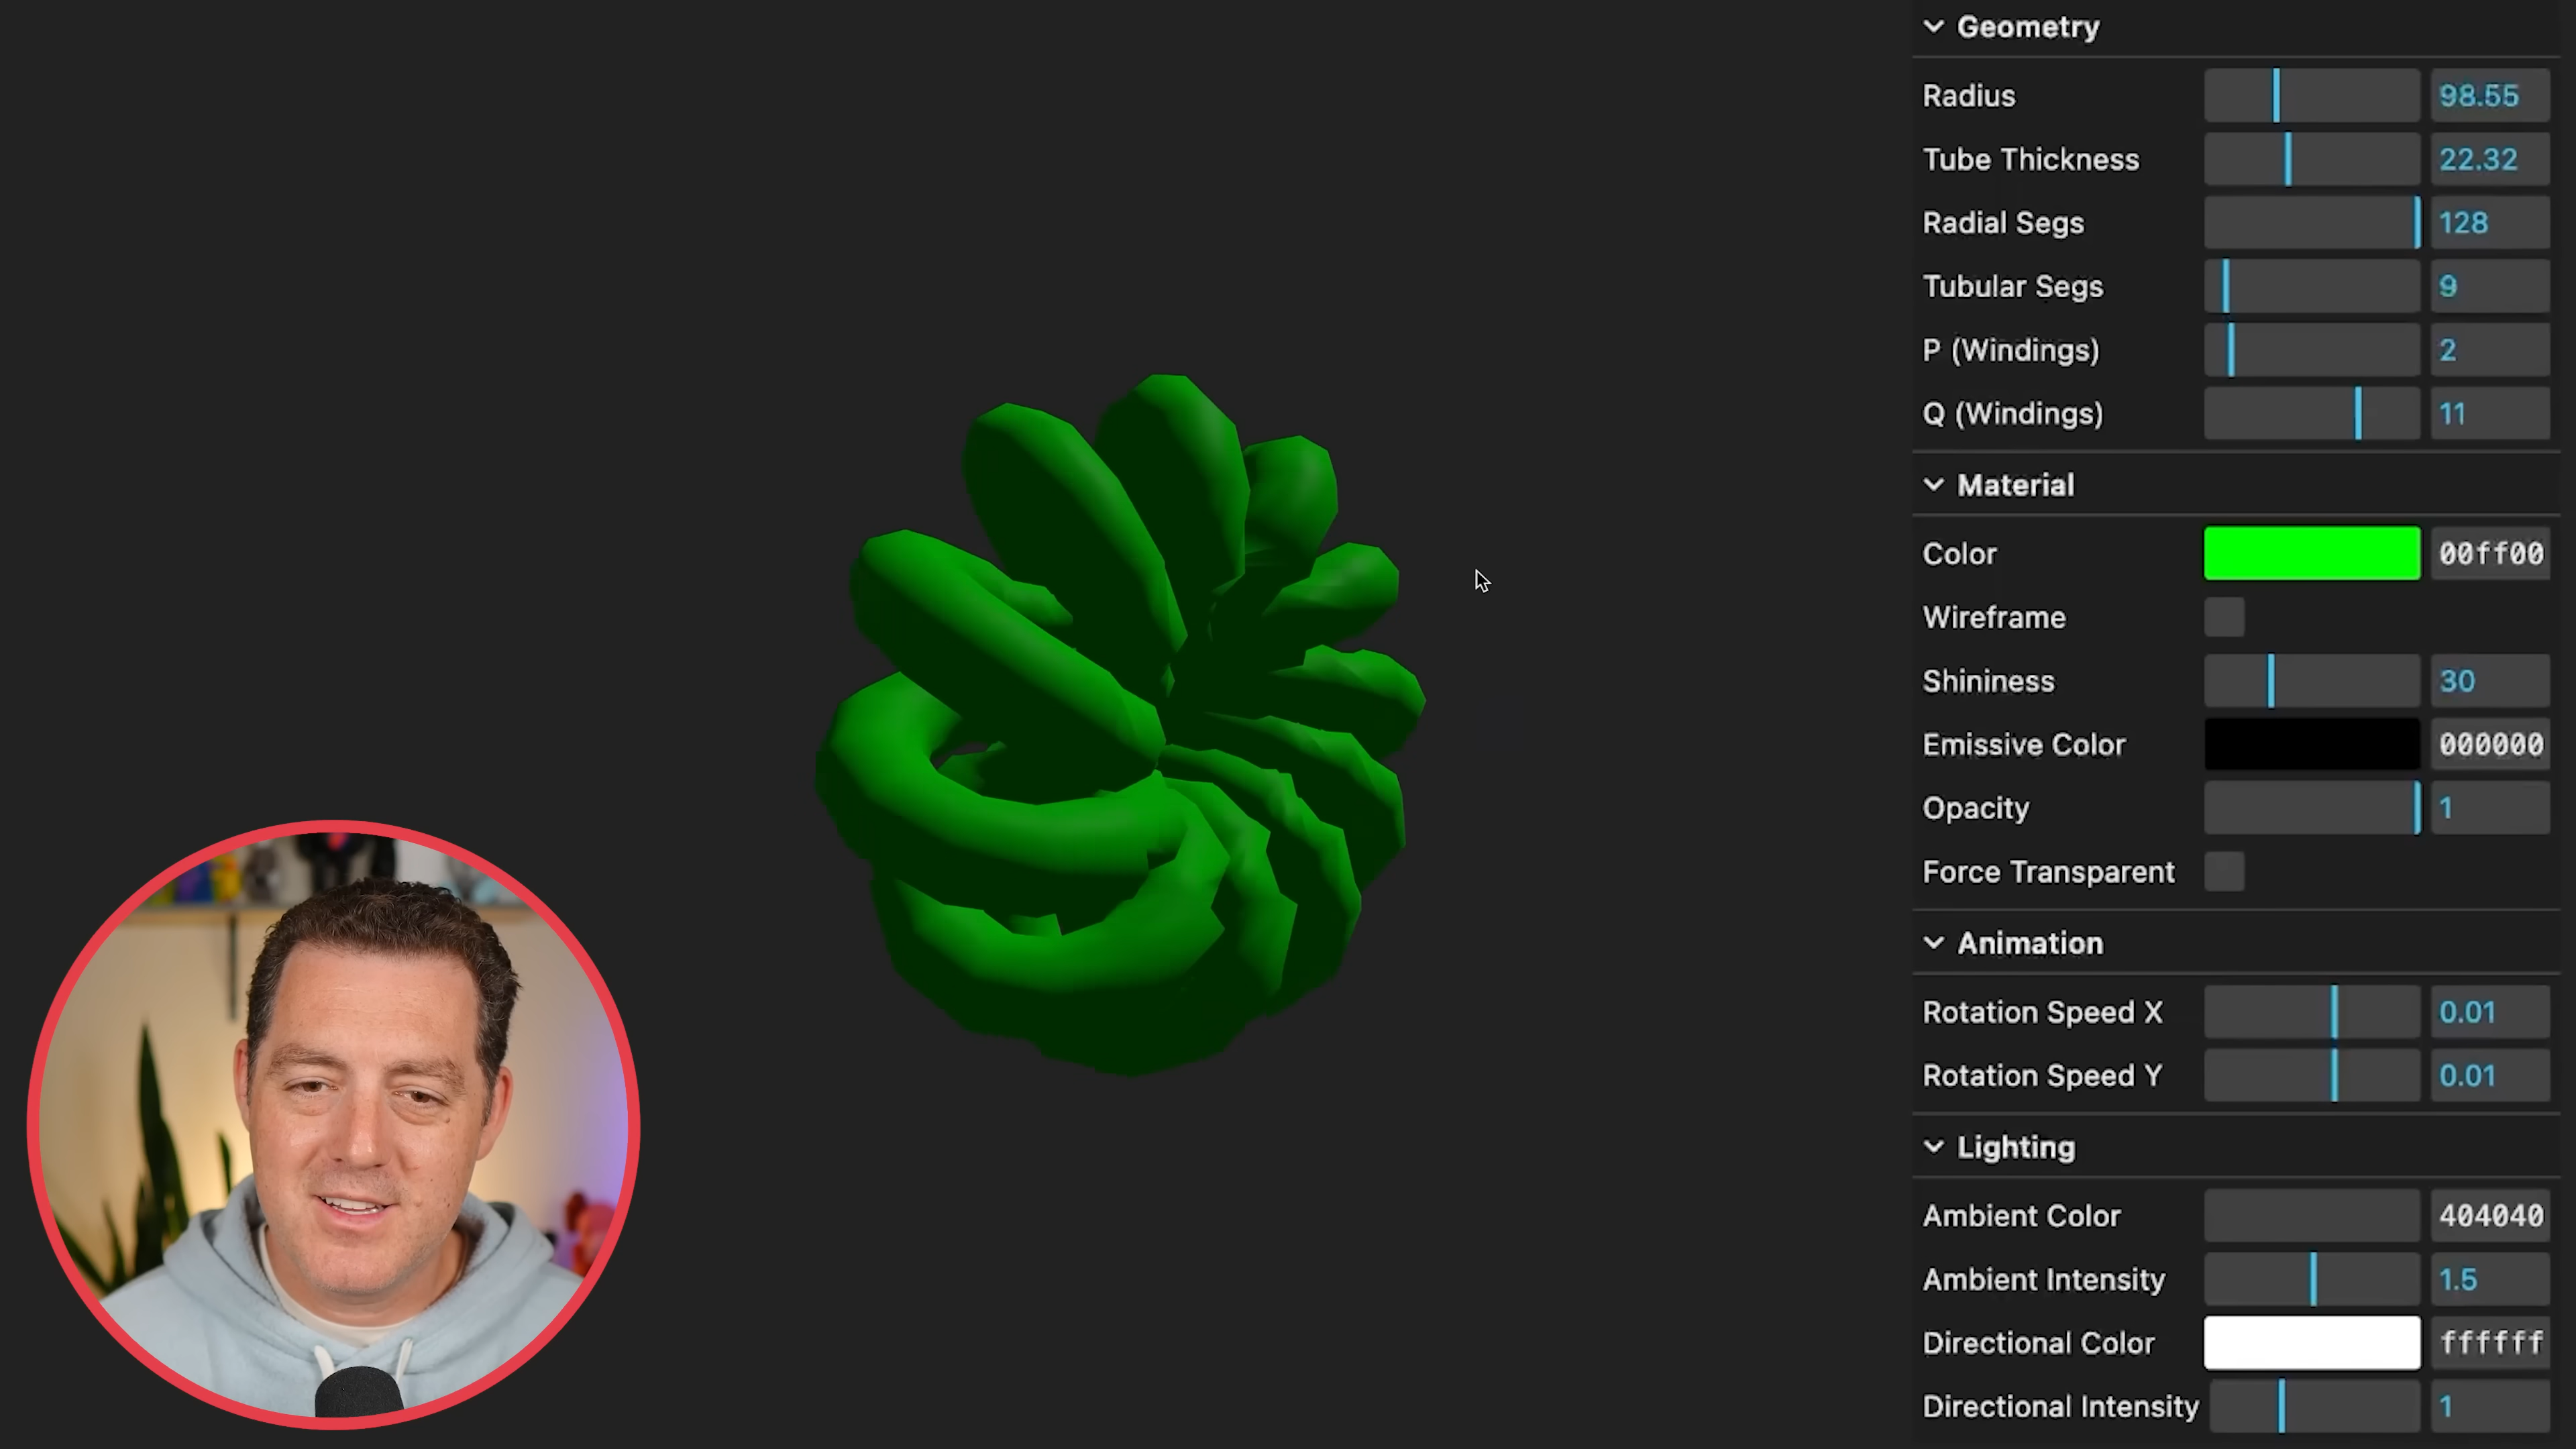 Geometry
Radius 98.55
Tube Thickness 22.32
Radial Segs 128
Tubular Segs 9
P (Windings) 2
Q (Windings) 11
Material
Color 00ff00
Wireframe
Shininess 30
Emissive Color 000000
Opacity 1
Force Transparent
Animation
Rotation Speed X 0.01
Rotation Speed Y 0.01
Lighting
Ambient Color 404040
Ambient Intensity 1.5
Directional Color ffffff
Directional Intensity 1